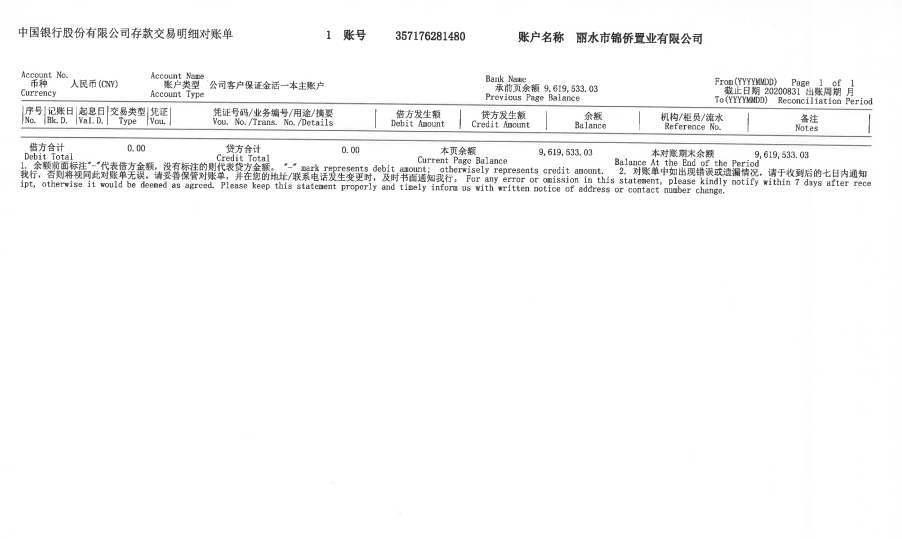 中国银行股份有限公司存款交易明细对账单 1 账号 357176281480 账户名称 丽水市锦侨置业有限公司
Account No. Account Name Bank Name From(YYYYMMDD) Page 1 of 1
币种 人民币(CNY) 账户类型 公司客户保证金活一本主账户 承前页余额 9,619,533.03 截止日期 20200831 出账周期 月
Currency Account Type Previous Page Balance To(YYYYMMDD) Reconciliation Period
序号 记账日 起息日 交易类型 凭证 凭证号码/业务编号/用途/摘要 借方发生额 贷方发生额 余额 机构/柜员/流水 备注
No. Bk.D. Val.D. Type Vou. Vou. No./Trans. No./Details Debit Amount Credit Amount Balance Reference No. Notes
借方合计 0.00 贷方合计 0.00 本页余额 9,619,533.03 本对账期末余额 9,619,533.03
Debit Total Credit Total Current Page Balance Balance At the End of the Period
1. 余额前面标注"-"代表借方金额, 没有标注的则代表贷方金额。 "-" mark represents debit amount; otherwisely represents credit amount. 2. 对账单中如出现错误或遗漏情况, 请于收到后的七日内通知
我行, 否则将视同此对账单无误。请妥善保管对账单, 并在您的地址/联系电话发生变更时, 及时书面通知我行。 For any error or omission in this statement, please kindly notify within 7 days after rece
ipt, otherwise it would be deemed as agreed. Please keep this statement properly and timely inform us with written notice of address or contact number change.